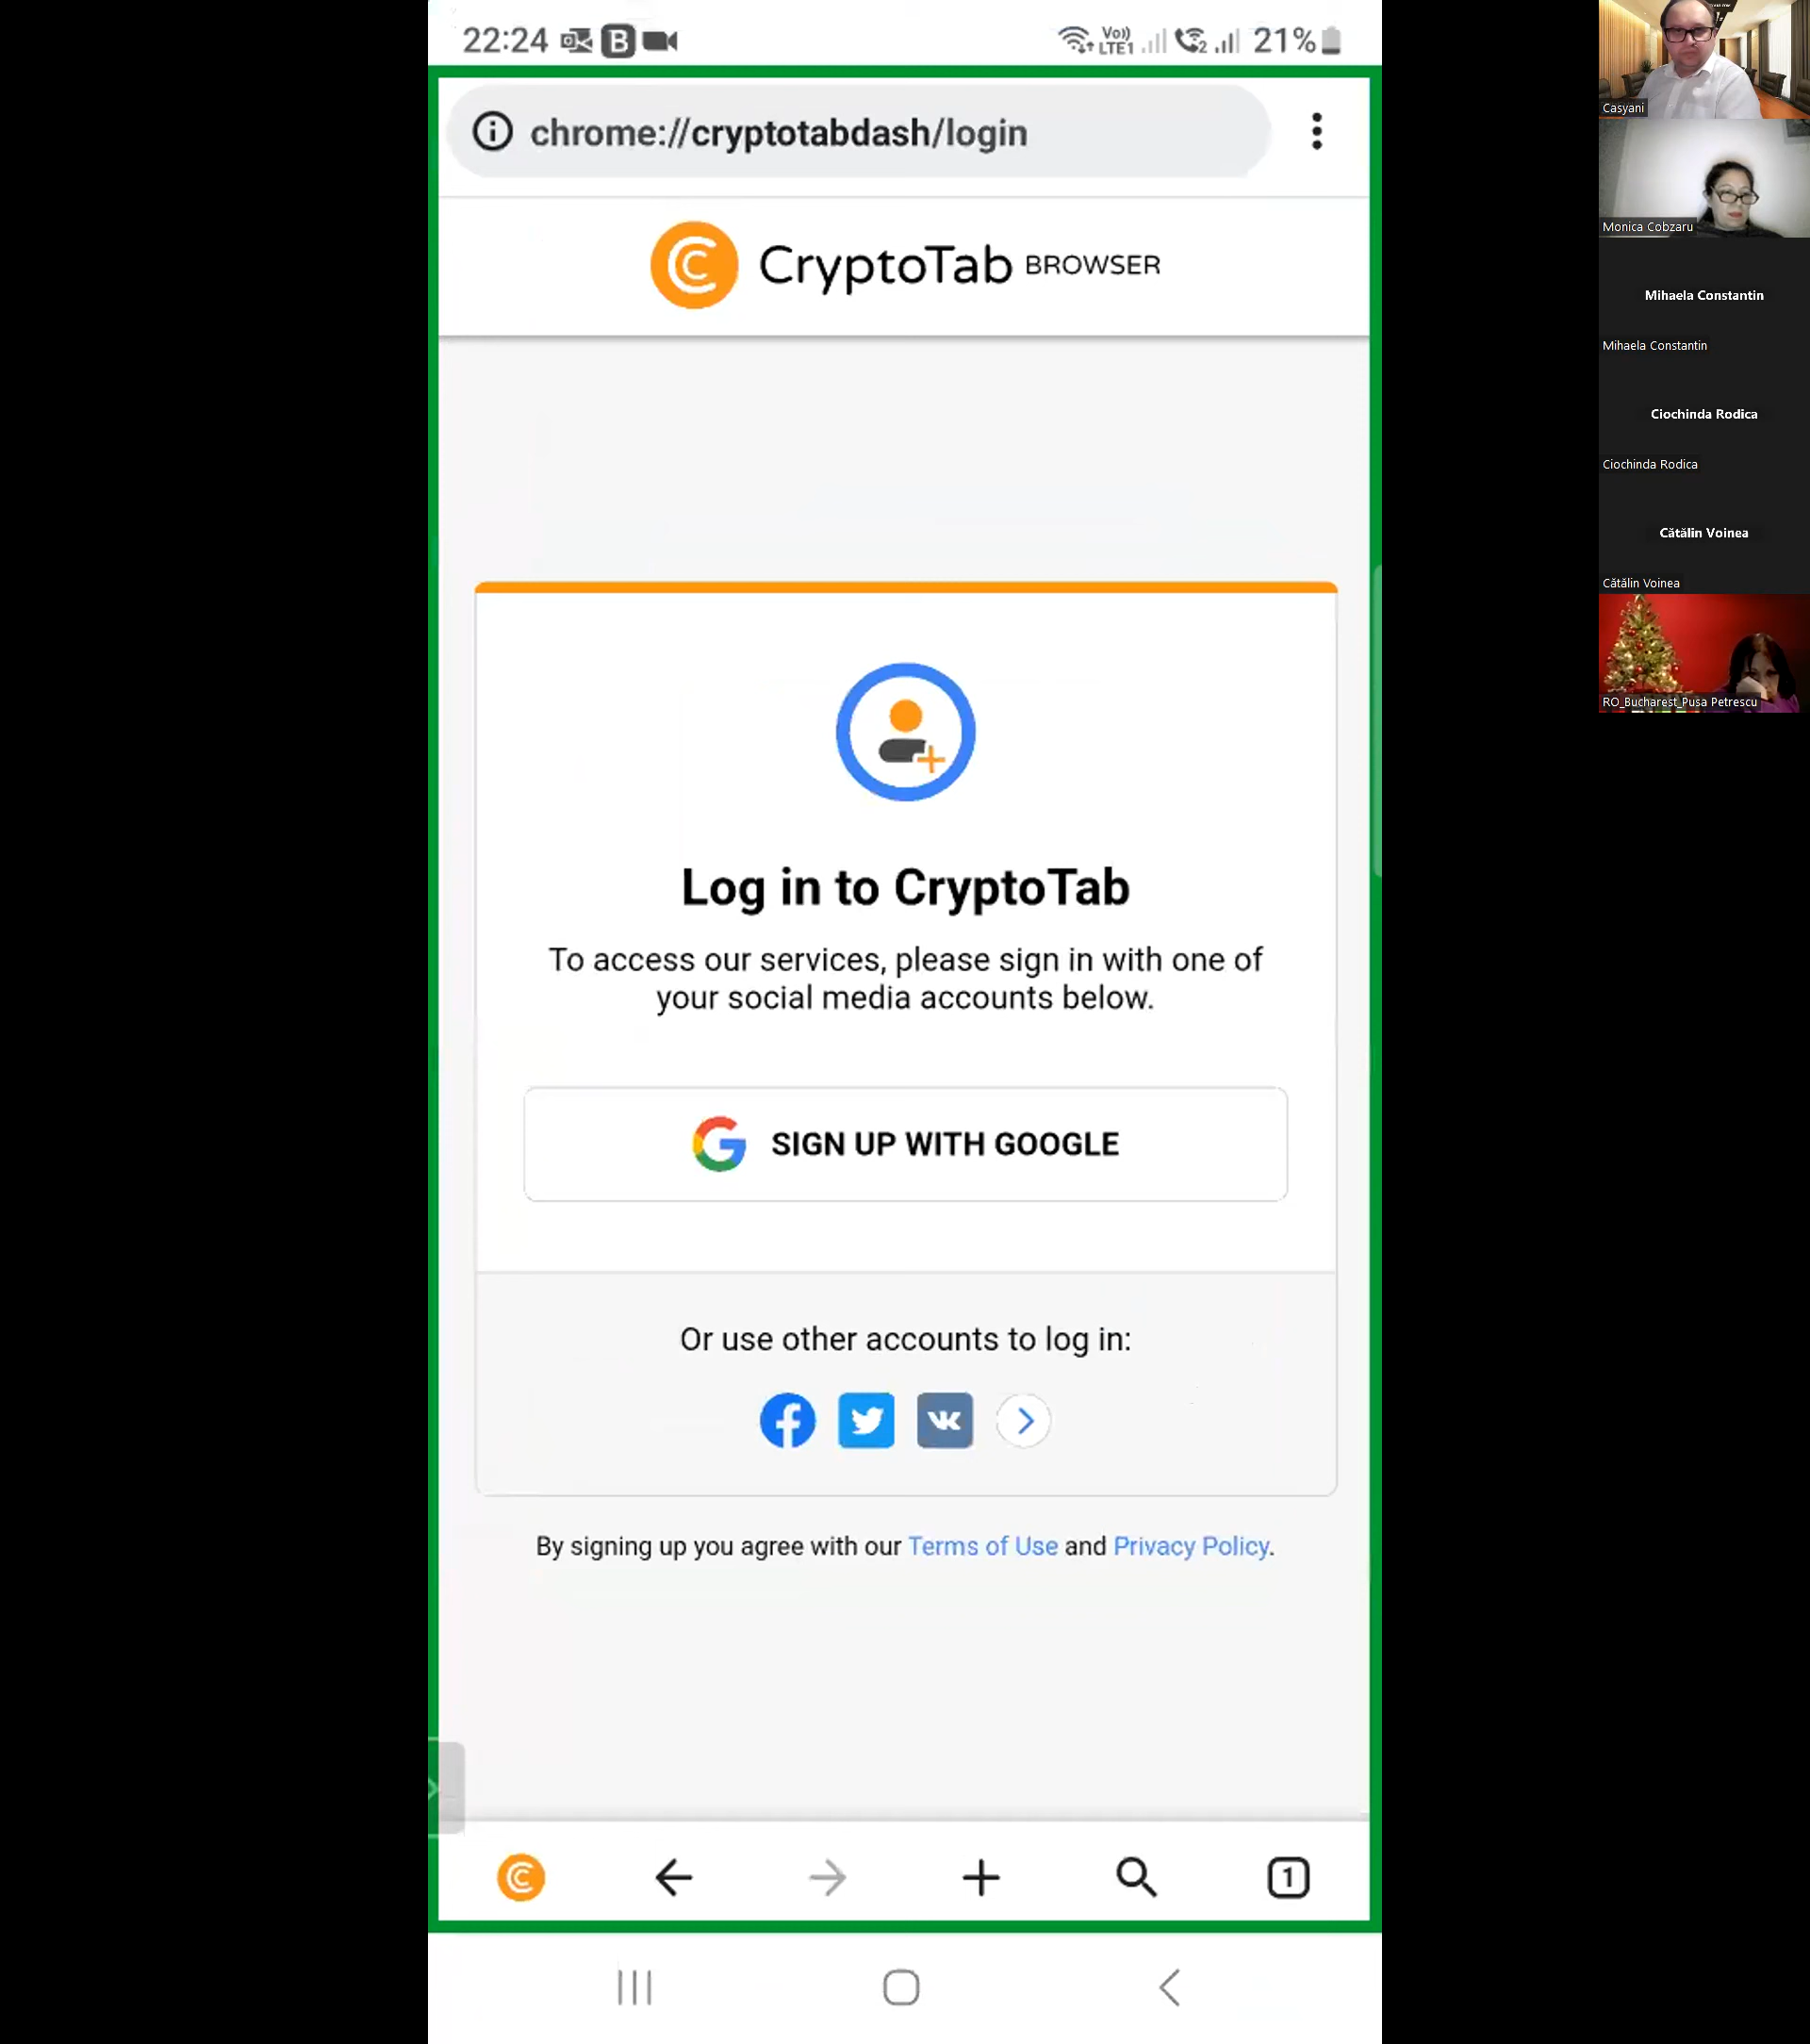 22:24
Vo))
LTE1
2
21%
chrome://cryptotabdash/login
CryptoTab BROWSER
Log in to CryptoTab
To access our services, please sign in with one of
your social media accounts below.
SIGN UP WITH GOOGLE
Or use other accounts to log in:
By signing up you agree with our Terms of Use and Privacy Policy.
1
Casyani
Monica Cobzaru
Mihaela Constantin
Mihaela Constantin
Ciochinda Rodica
Ciochinda Rodica
Cătălin Voinea
Cătălin Voinea
RO_Bucharest_Pusa Petrescu